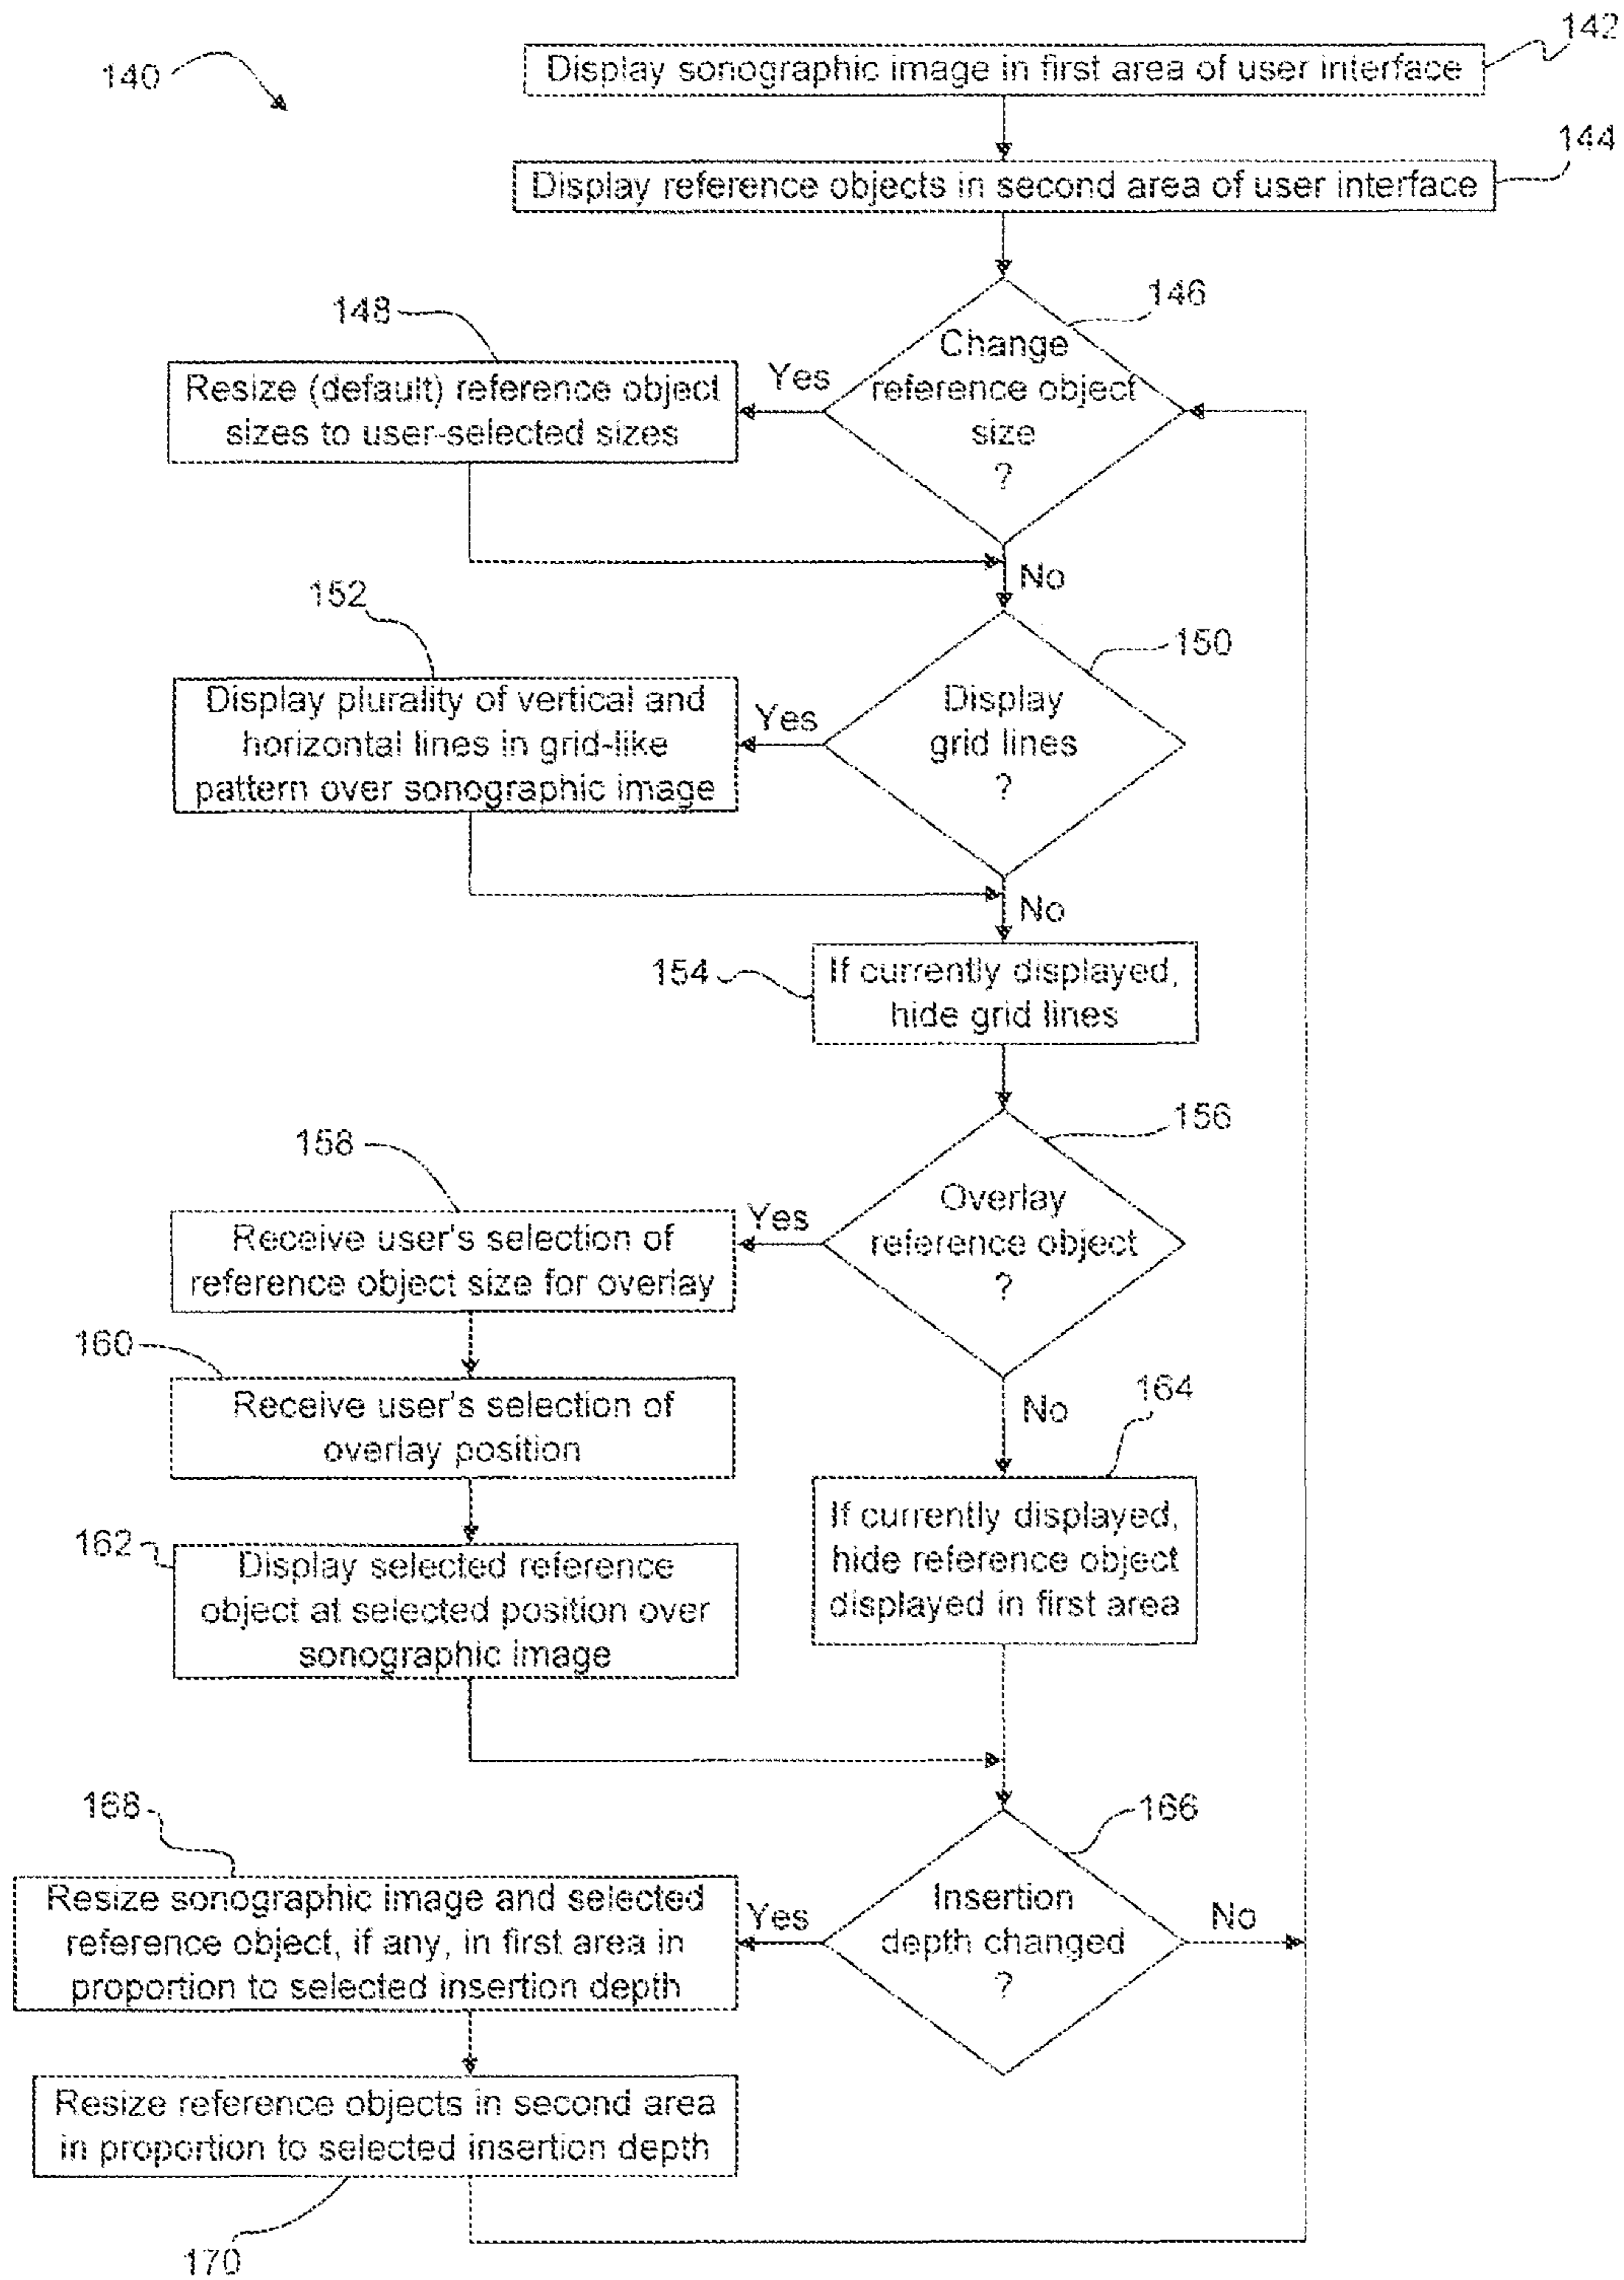 140
142
Display sonographic image in first area of user interface
144
Display reference objects in second area of user interface
146
Change
reference object
size
?
Yes
148
Resize (default) reference object
sizes to user-selected sizes
No
150
Display
grid lines
?
Yes
152
Display plurality of vertical and
horizontal lines in grid-like
pattern over sonographic image
No
154
If currently displayed,
hide grid lines
156
Overlay
reference object
?
Yes
158
Receive user's selection of
reference object size for overlay
160
Receive user's selection of
overlay position
162
Display selected reference
object at selected position over
sonographic image
No
164
If currently displayed,
hide reference object
displayed in first area
166
Insertion
depth changed
?
No
Yes
168
Resize sonographic image and selected
reference object, if any, in first area in
proportion to selected insertion depth
Resize reference objects in second area
in proportion to selected insertion depth
170